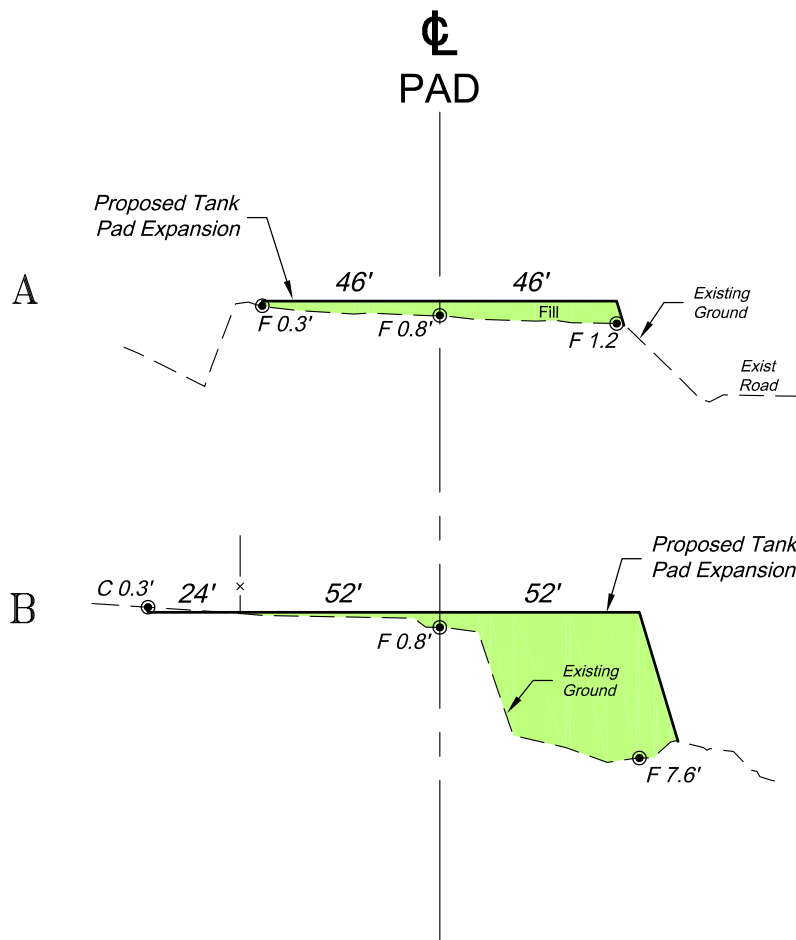 ℄
PAD
Proposed Tank
Pad Expansion
A
46'
46'
Existing
Ground
Fill
F 0.3'
F 0.8'
F 1.2
Exist
Road
Proposed Tank
Pad Expansion
C 0.3'
24'
52'
52'
B
F 0.8'
Existing
Ground
F 7.6'